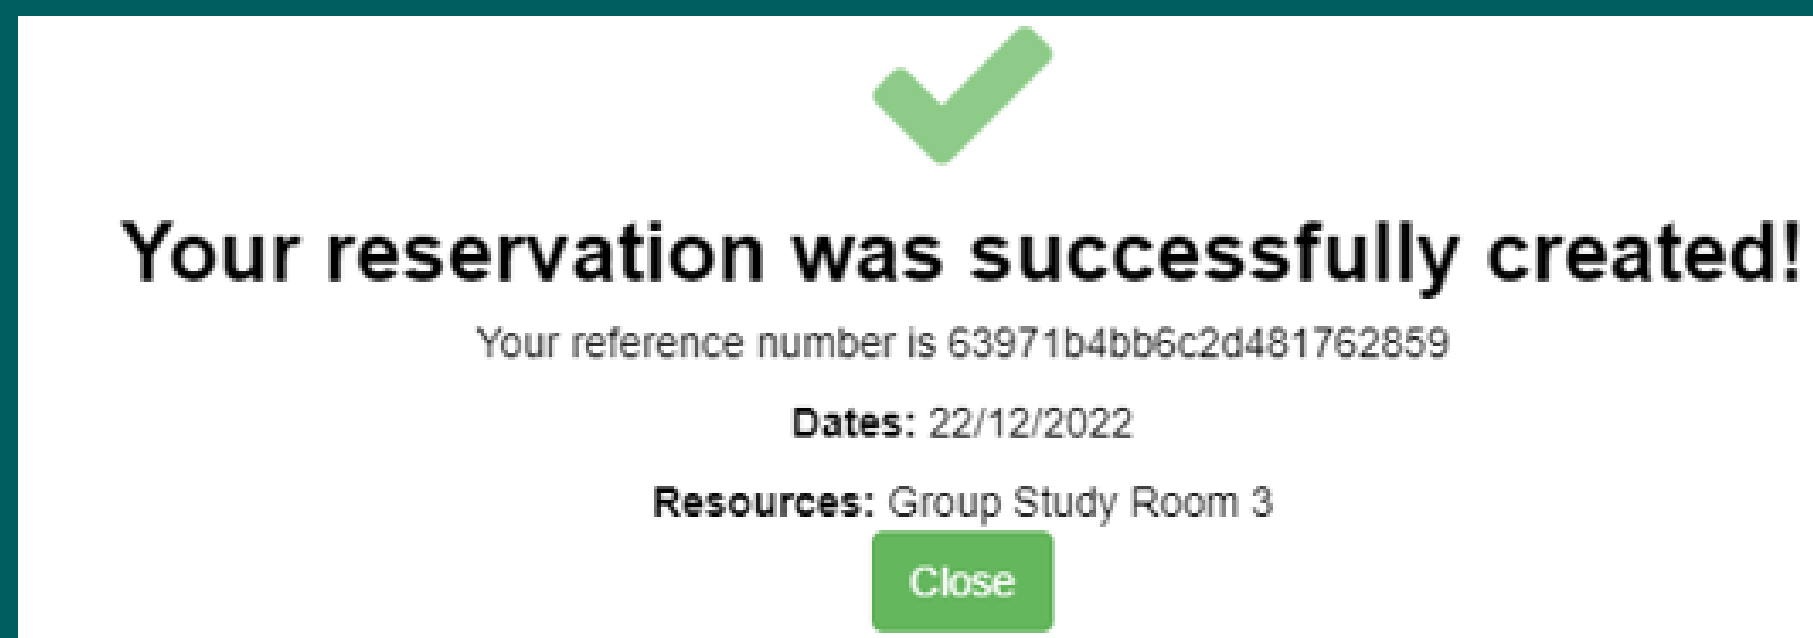 Your reservation was successfully created!
Your reference number is 63971b4bb6c2d481762859
Dates: 22/12/2022
Resources: Group Study Room 3
Close